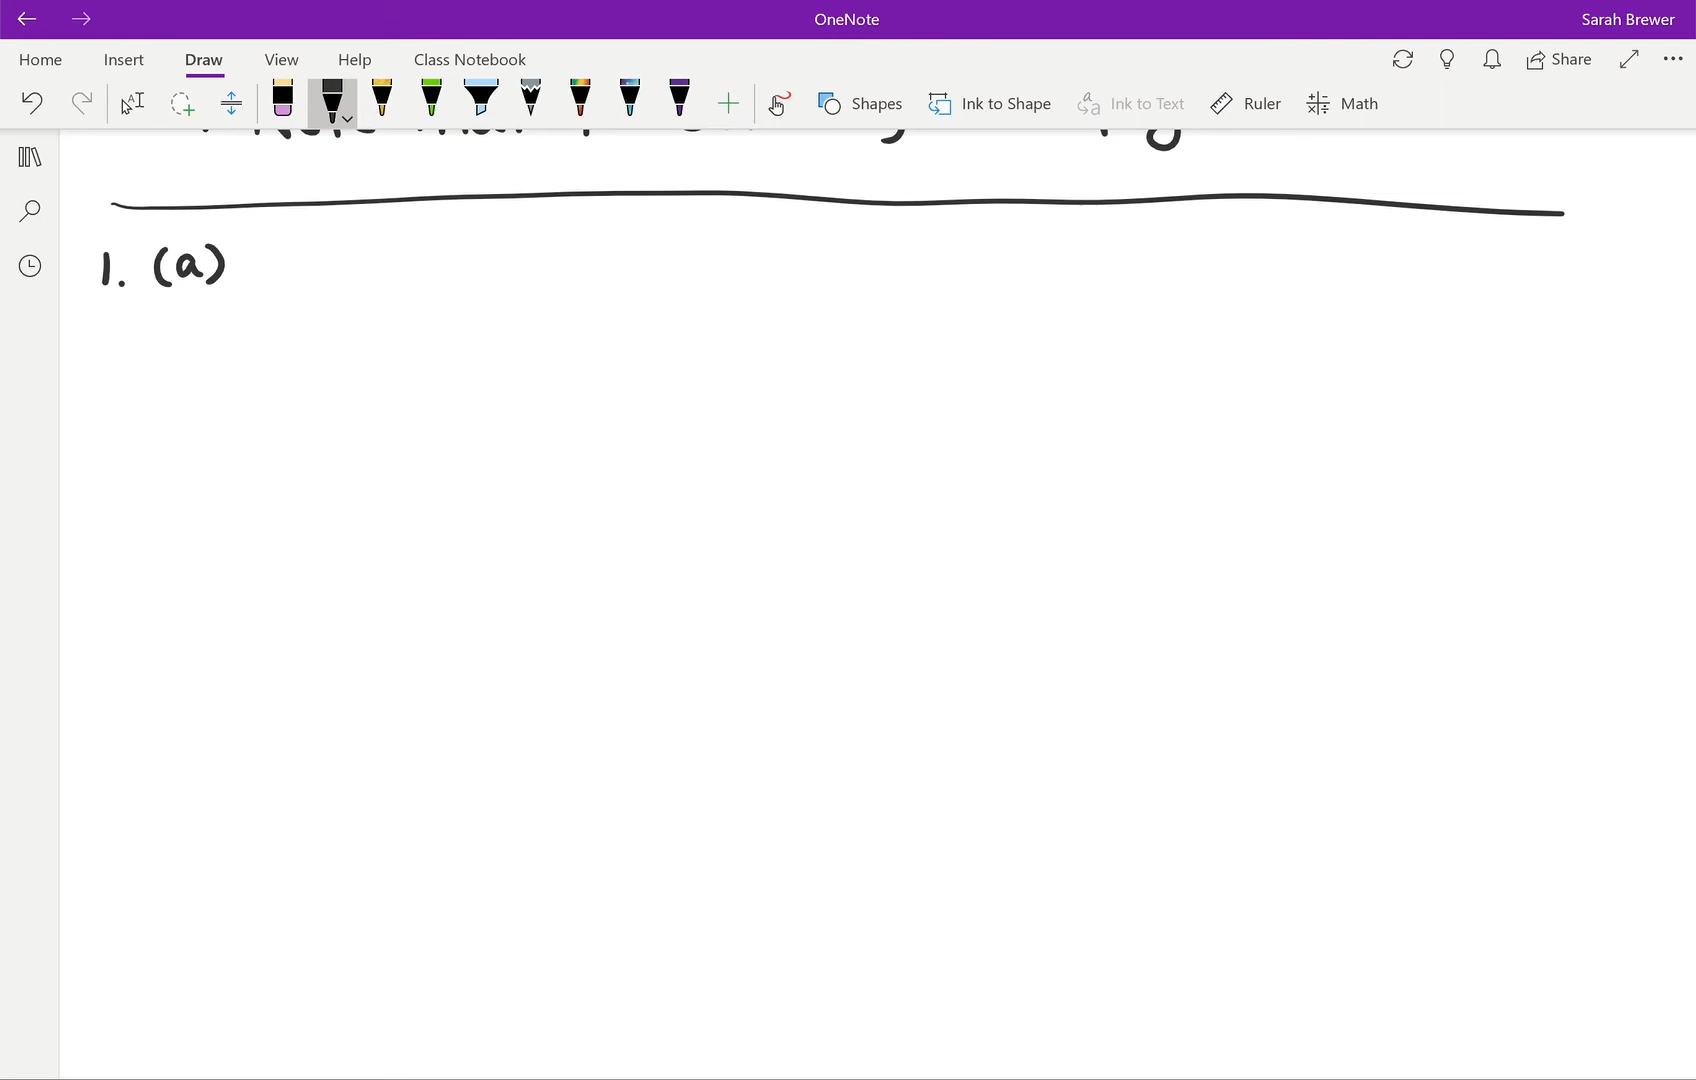 OneNote
Sarah Brewer
Home Insert Draw View Help Class Notebook Share
Shapes Ink to Shape Ink to Text Ruler Math
1. (a)